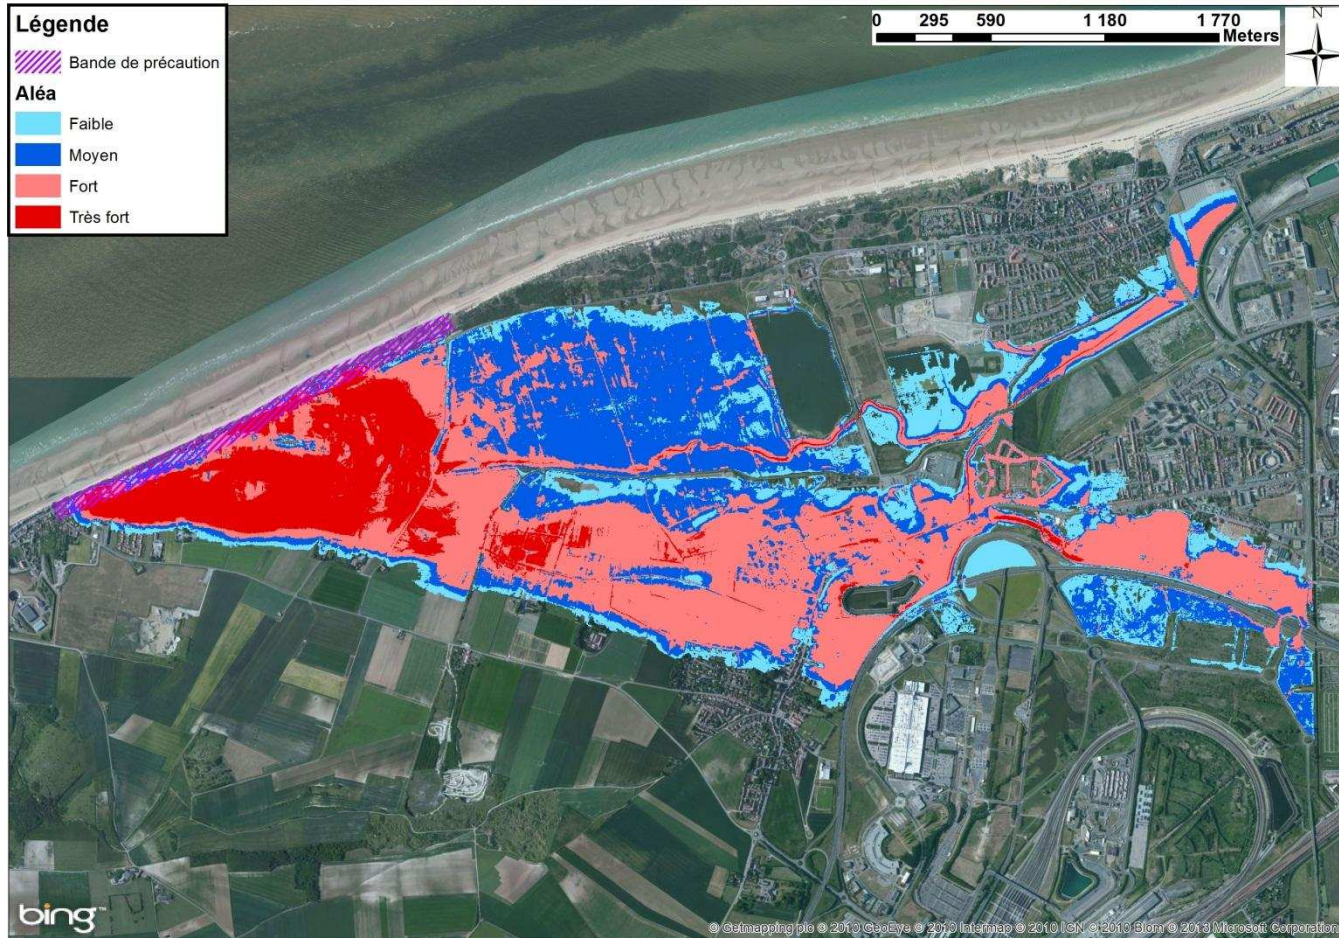 Légende
Bande de précaution
Aléa
Faible
Moyen
Fort
Très fort
0 295 590 1 180 1 770
Meters
N
bing™
© Getmapping plc © 2010 GeoEye © 2010 Intermap © 2010 IGN © 2010 Blom © 2013 Microsoft Corporation